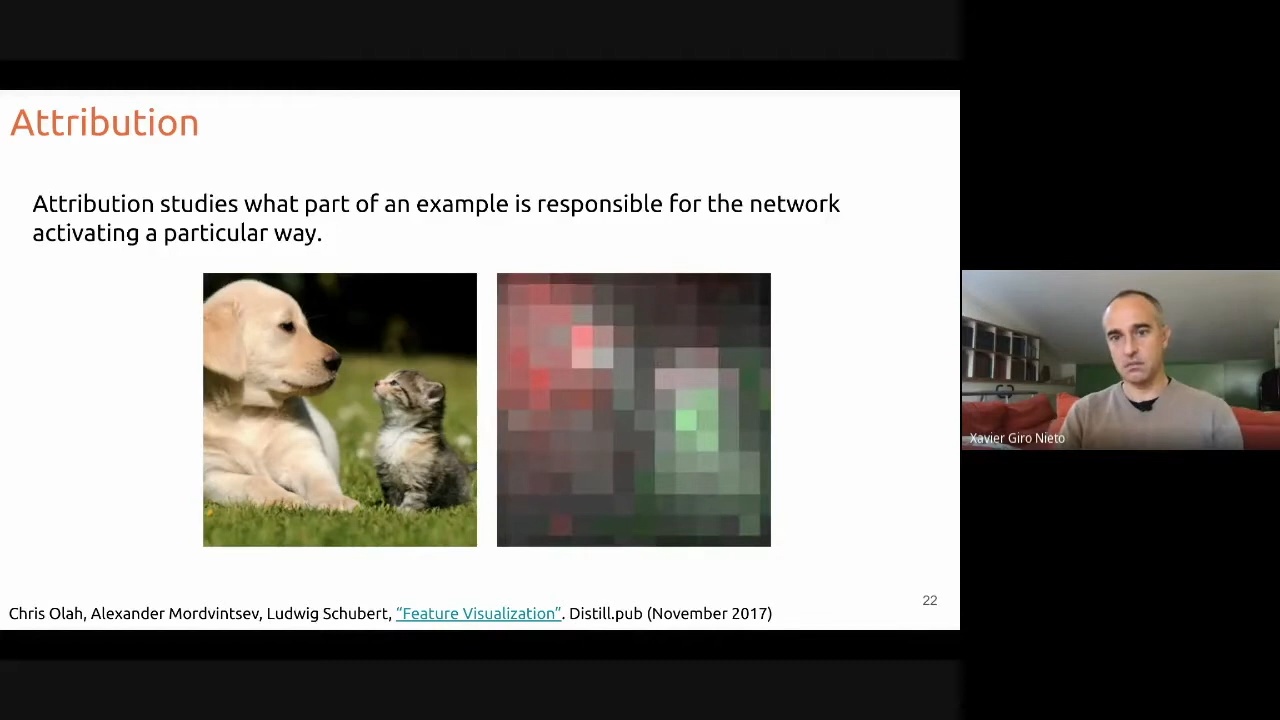 Attribution
Attribution studies what part of an example is responsible for the network
activating a particular way.
Chris Olah, Alexander Mordvintsev, Ludwig Schubert, “Feature Visualization”. Distill.pub (November 2017)
22
Xavier Giro Nieto